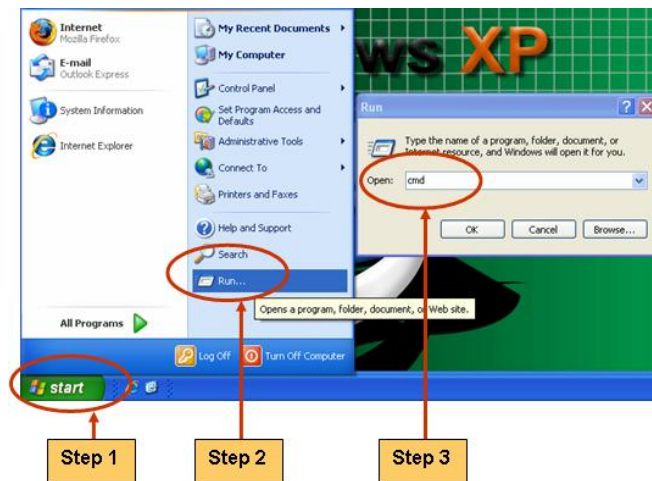 Internet
Mozilla Firefox
E-mail
Outlook Express
System Information
Internet Explorer
All Programs
My Recent Documents
My Computer
Control Panel
Set Program Access and
Defaults
Administrative Tools
Connect To
Printers and Faxes
Help and Support
Search
Run...
Opens a program, folder, document, or Web site.
Log Off
Turn Off Computer
start
ws XP
Run
Type the name of a program, folder, document, or
Internet resource, and Windows will open it for you.
Open:
cmd
OK
Cancel
Browse...
Step 1
Step 2
Step 3